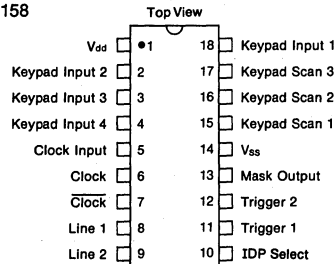 158 Top View
Vdd •1 18 Keypad Input 1
Keypad Input 2 2 17 Keypad Scan 3
Keypad Input 3 3 16 Keypad Scan 2
Keypad Input 4 4 15 Keypad Scan 1
Clock Input 5 14 Vss
Clock 6 13 Mask Output
Clock 7 12 Trigger 2
Line 1 8 11 Trigger 1
Line 2 9 10 IDP Select